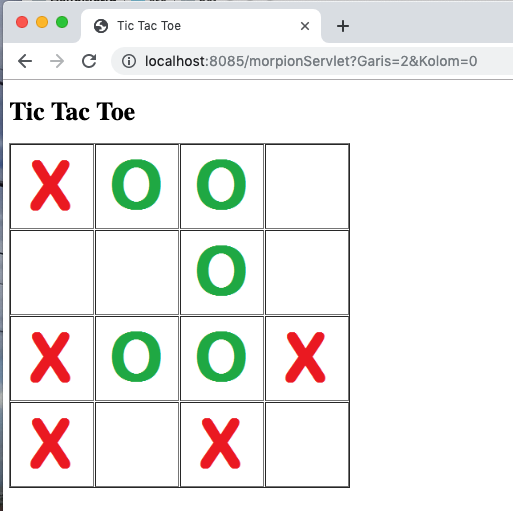 Tic Tac Toe
localhost:8085/morpionServlet?Garis=2&Kolom=0
Tic Tac Toe
X O O
O
X O O X
X X